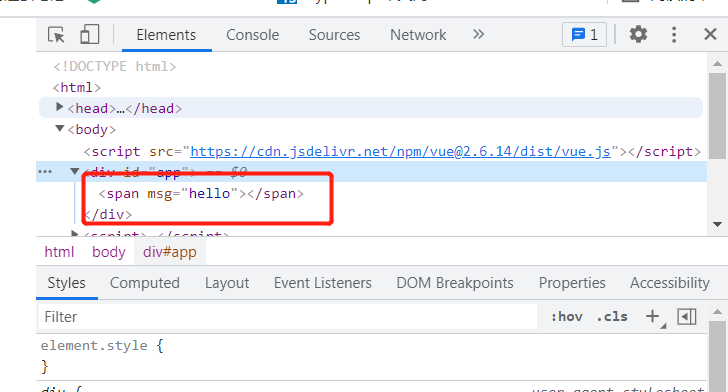 Elements Console Sources Network » 1
<!DOCTYPE html>
<html>
<head>…</head>
<body>
<script src="https://cdn.jsdelivr.net/npm/vue@2.6.14/dist/vue.js"></script>
··· <div id="app"> == $0
<span msg="hello"></span>
</div>
<script> </script>
html body div#app
Styles Computed Layout Event Listeners DOM Breakpoints Properties Accessibility
Filter :hov .cls +
element.style {
}
div { user agent stylesheet